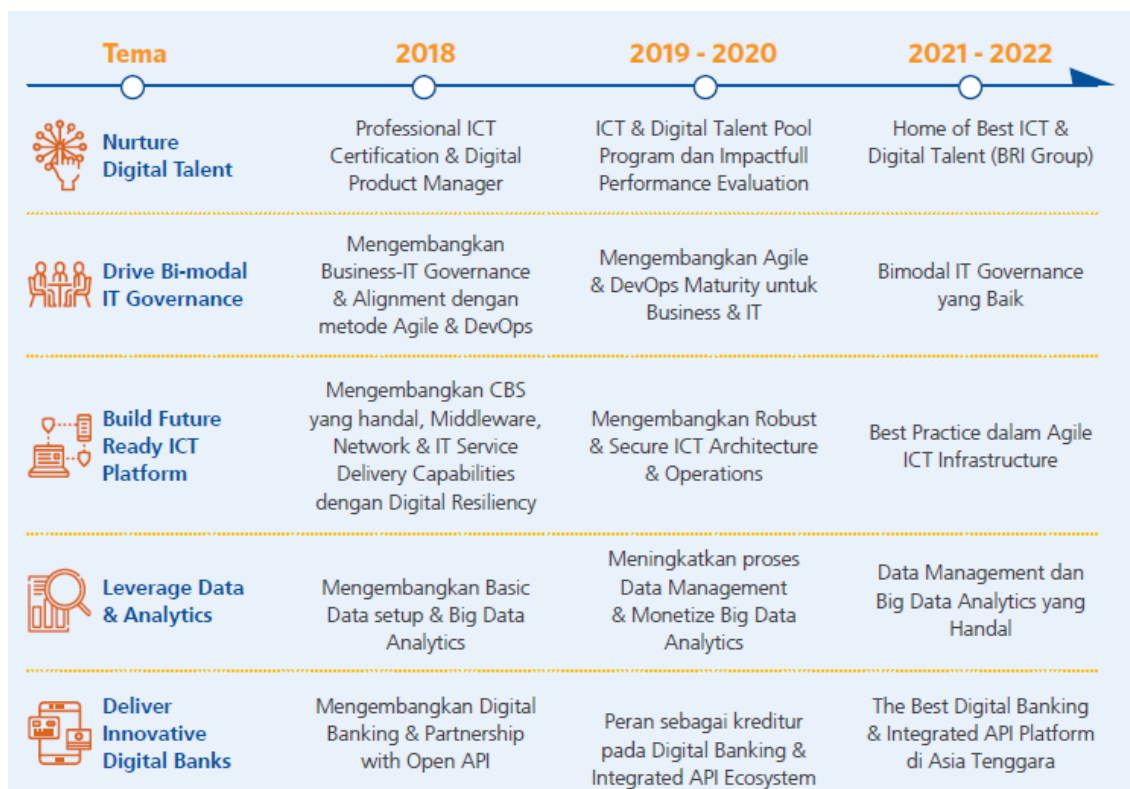 Tema
2018
2019 - 2020
2021 - 2022
Nurture
Digital Talent
Professional ICT
Certification & Digital
Product Manager
ICT & Digital Talent Pool
Program dan Impactfull
Performance Evaluation
Home of Best ICT &
Digital Talent (BRI Group)
Drive Bi-modal
IT Governance
Mengembangkan
Business-IT Governance
& Alignment dengan
metode Agile & DevOps
Mengembangkan Agile
& DevOps Maturity untuk
Business & IT
Bimodal IT Governance
yang Baik
Build Future
Ready ICT
Platform
Mengembangkan CBS
yang handal, Middleware,
Network & IT Service
Delivery Capabilities
dengan Digital Resiliency
Mengembangkan Robust
& Secure ICT Architecture
& Operations
Best Practice dalam Agile
ICT Infrastructure
Leverage Data
& Analytics
Mengembangkan Basic
Data setup & Big Data
Analytics
Meningkatkan proses
Data Management
& Monetize Big Data
Analytics
Data Management dan
Big Data Analytics yang
Handal
Deliver
Innovative
Digital Banks
Mengembangkan Digital
Banking & Partnership
with Open API
Peran sebagai kreditur
pada Digital Banking &
Integrated API Ecosystem
The Best Digital Banking
& Integrated API Platform
di Asia Tenggara